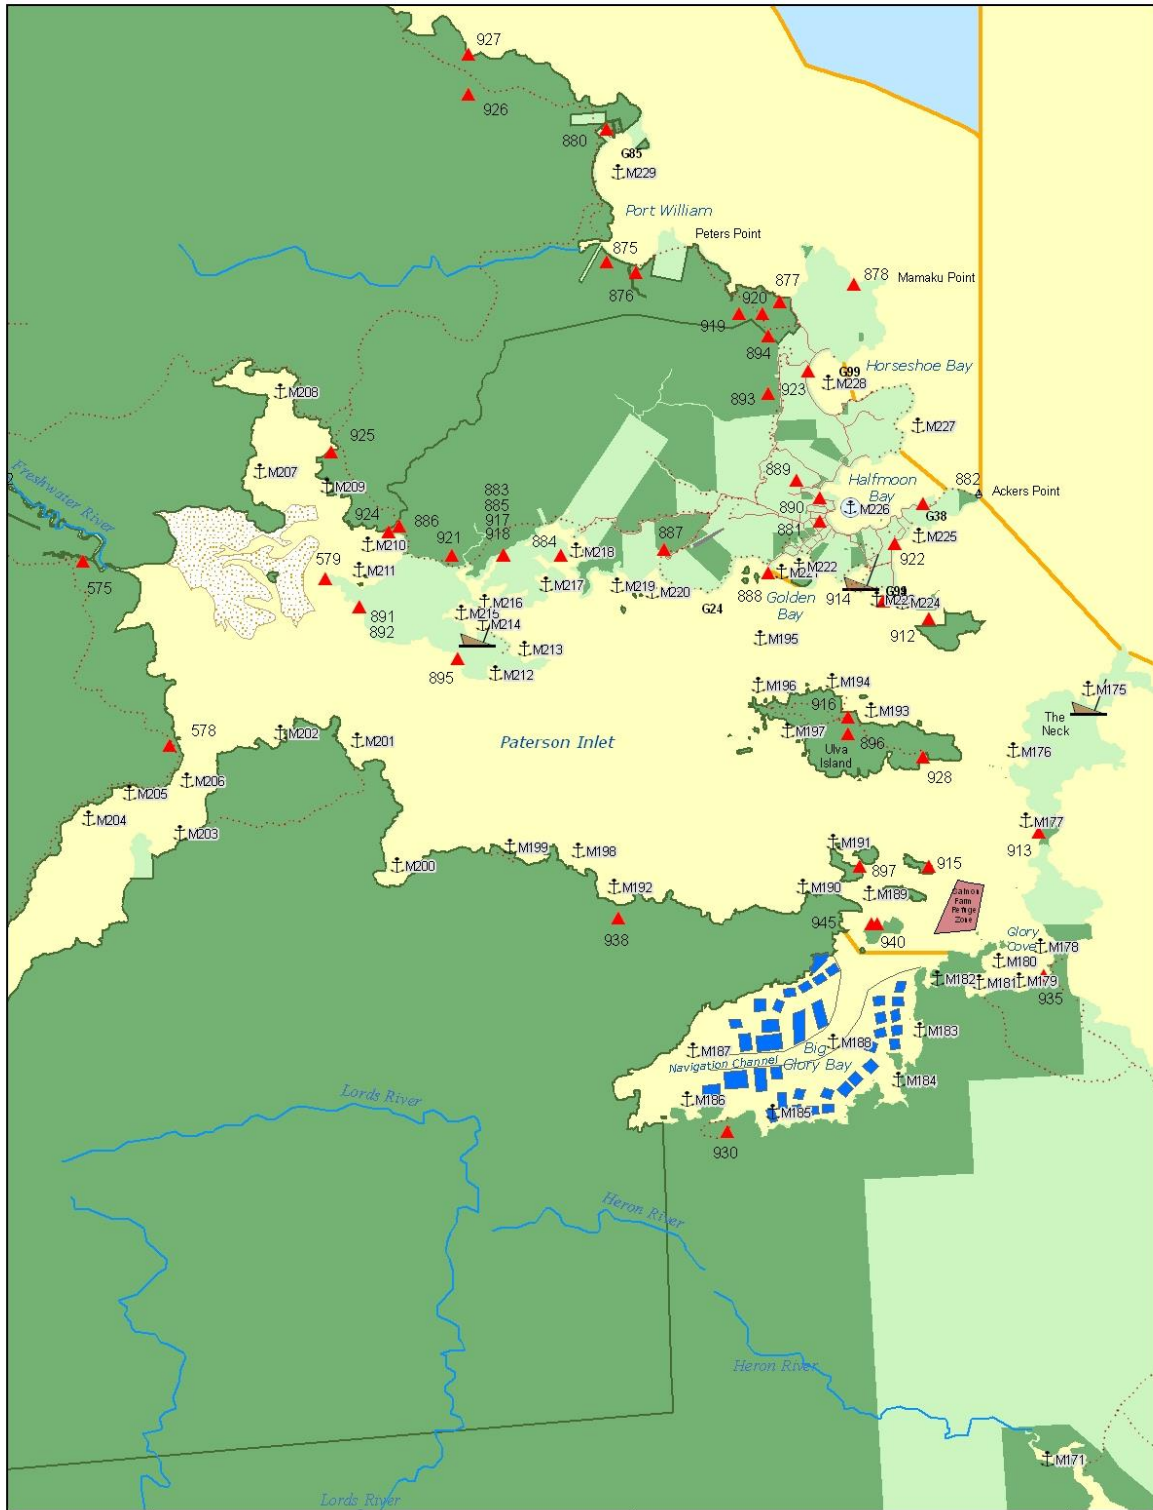 927
926
880
G85
M229
Port William
Peters Point
875
876
877
878
Mamaku Point
920
919
894
G99
M228
Horseshoe Bay
923
893
M208
M227
925
M207
M209
Freshwater River
889
Halfmoon
Bay
882
Ackers Point
883
885
917
918
890
M226
G38
924
886
881
M225
M210
921
884
M218
887
922
575
579
M211
M222
888
M217
M219
M220
G24
Golden
Bay
914
M224
912
891
892
M216
M215
M214
M195
895
M213
M212
M196
M194
M175
578
M202
M201
Paterson Inlet
916
M193
The
Neck
M197
896
Ulva
Island
928
M176
M206
M205
M204
M203
M177
913
M200
M199
M198
M191
897
915
M192
M190
M189
Salmon
Farm
Refuge
Zone
938
945
940
Glory
Cove
M178
M180
M182
M181
M179
935
M183
M187
M188
Big
Glory Bay
Navigation Channel
M184
M186
M185
Lords River
930
Heron River
Heron River
M171
Lords River